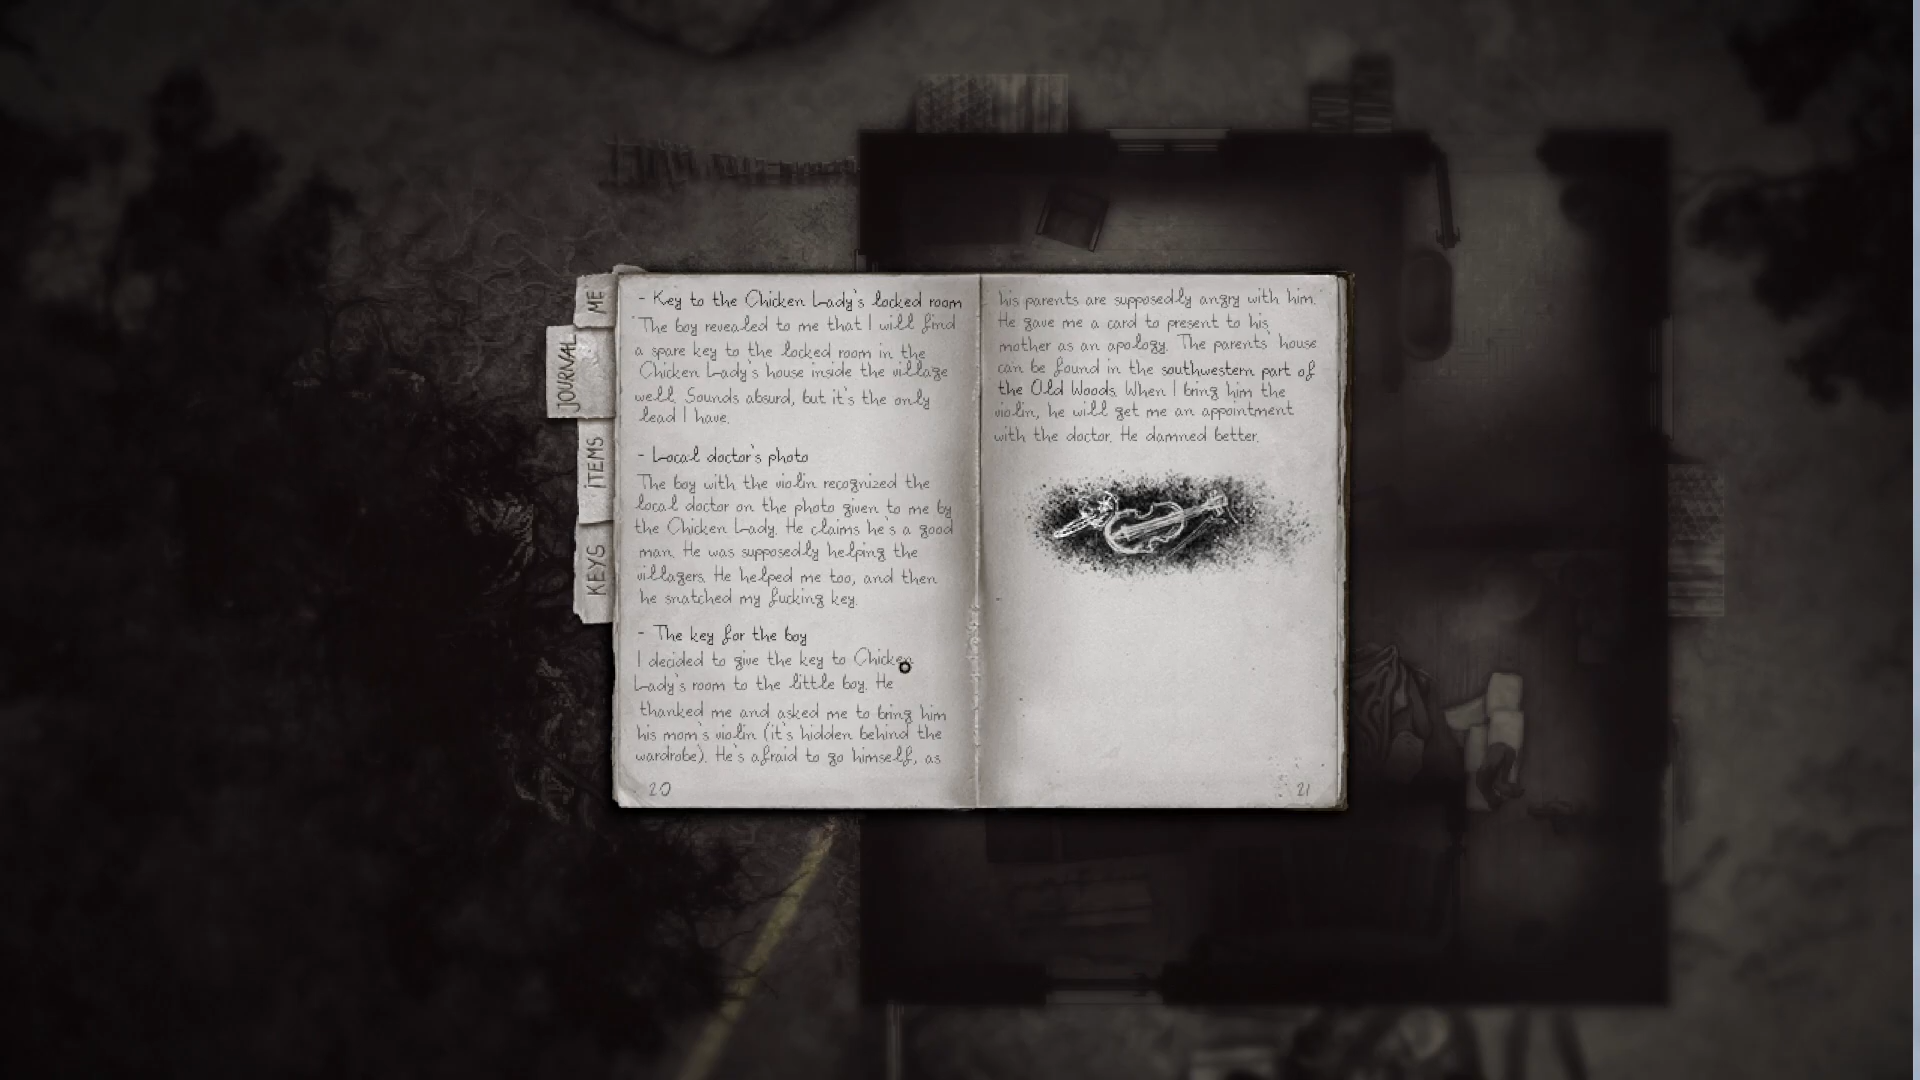 ME
JOURNAL
ITEMS
KEYS
- Key to the Chicken Lady's locked room
The boy revealed to me that I will find
a spare key to the locked room in the
Chicken Lady's house inside the village
well. Sounds absurd, but it's the only
lead I have.
- Local doctor's photo
The boy with the violin recognized the
local doctor on the photo given to me by
the Chicken Lady. He claims he's a good
man. He was supposedly helping the
villagers. He helped me too, and then
he snatched my fucking key.
- The key for the boy
I decided to give the key to Chicken
Lady's room to the little boy. He
thanked me and asked me to bring him
his mom's violin (it's hidden behind the
wardrobe). He's afraid to go himself, as
20
his parents are supposedly angry with him.
He gave me a card to present to his
mother as an apology. The parents' house
can be found in the southwestern part of
the Old Woods. When I bring him the
violin, he will get me an appointment
with the doctor. He damned better.
21